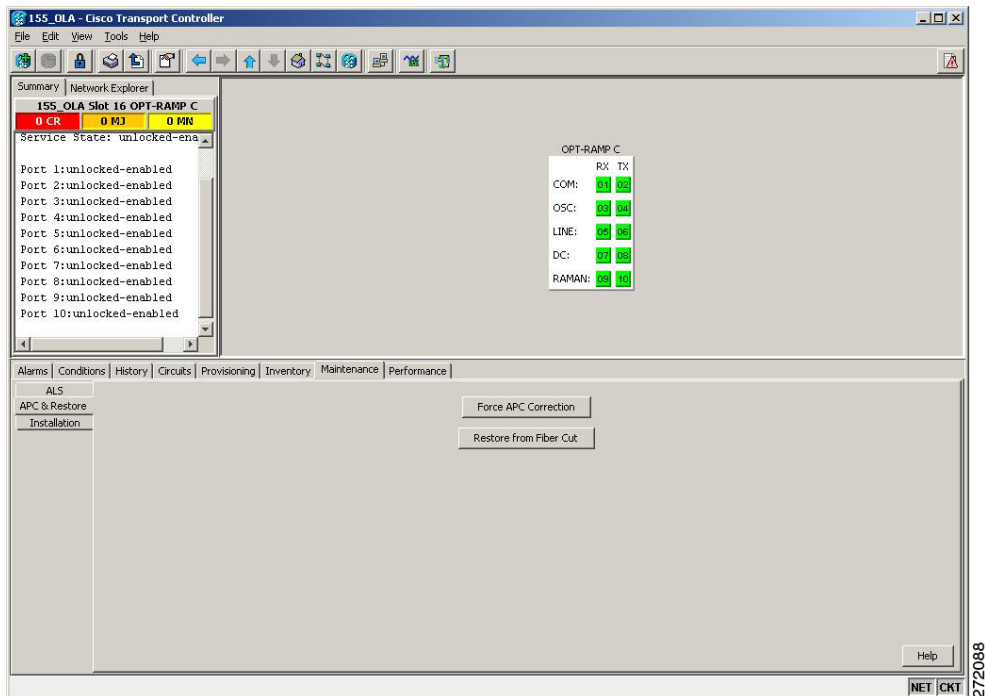 155_OLA - Cisco Transport Controller
File Edit View Tools Help
Summary Network Explorer
155_OLA Slot 16 OPT-RAMP C
0 CR 0 MJ 0 MN
Service State: unlocked-ena
Port 1:unlocked-enabled
Port 2:unlocked-enabled
Port 3:unlocked-enabled
Port 4:unlocked-enabled
Port 5:unlocked-enabled
Port 6:unlocked-enabled
Port 7:unlocked-enabled
Port 8:unlocked-enabled
Port 9:unlocked-enabled
Port 10:unlocked-enabled
OPT-RAMP C
RX TX
COM: 01 02
OSC: 03 04
LINE: 05 06
DC: 07 08
RAMAN: 09 10
Alarms Conditions History Circuits Provisioning Inventory Maintenance Performance
ALS
APC & Restore
Installation
Force APC Correction
Restore from Fiber Cut
Help
NET CKT
272088